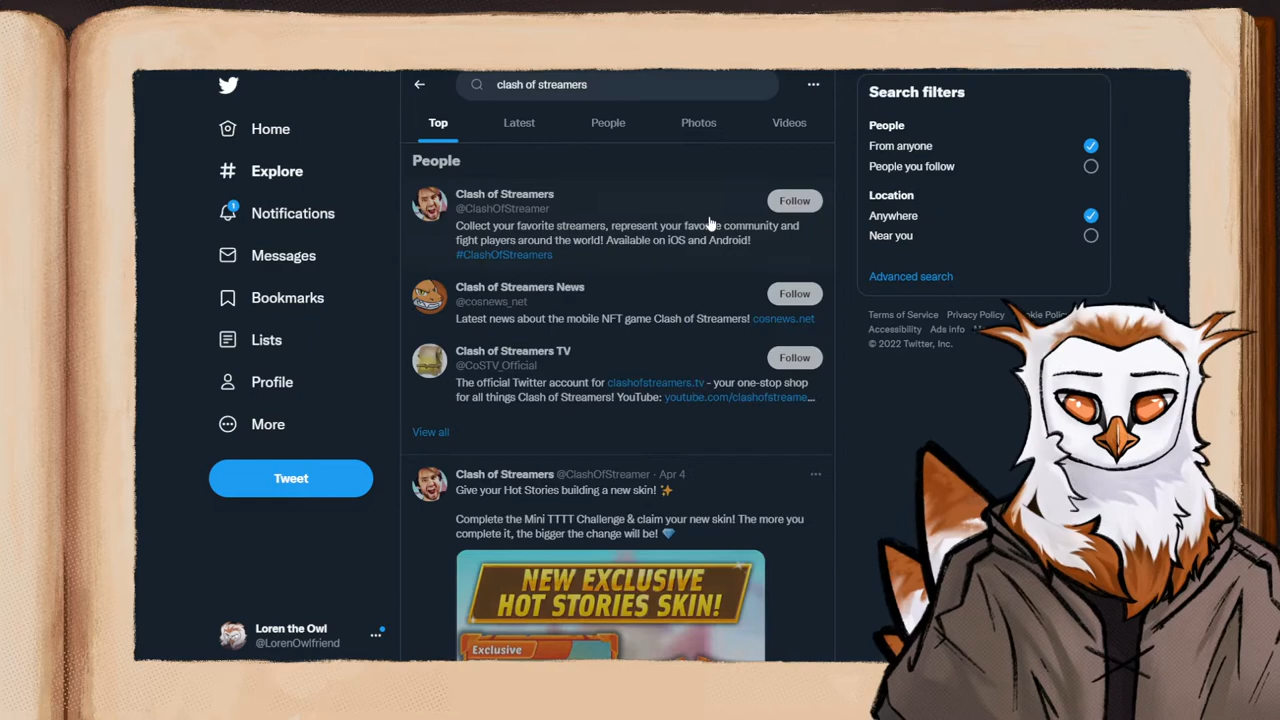 Home
Explore
1
Notifications
Messages
Bookmarks
Lists
Profile
More
Tweet
Loren the Owl
@LorenOwlfriend
clash of streamers
Top
Latest
People
Photos
Videos
People
Clash of Streamers
@ClashOfStreamer
Follow
Collect your favorite streamers, represent your favorite community and
fight players around the world! Available on iOS and Android!
#ClashOfStreamers
Clash of Streamers News
@cosnews_net
Follow
Latest news about the mobile NFT game Clash of Streamers! cosnews.net
Clash of Streamers TV
@CoSTV_Official
Follow
The official Twitter account for clashofstreamers.tv - your one-stop shop
for all things Clash of Streamers! YouTube: youtube.com/clashofstreame...
View all
Clash of Streamers @ClashOfStreamer · Apr 4
Give your Hot Stories building a new skin! ✨
Complete the Mini TTTT Challenge & claim your new skin! The more you
complete it, the bigger the change will be! 💎
NEW EXCLUSIVE
HOT STORIES SKIN!
Exclusive
Search filters
People
From anyone
People you follow
Location
Anywhere
Near you
Advanced search
Terms of Service Privacy Policy
Accessibility Ads info
© 2022 Twitter, Inc.